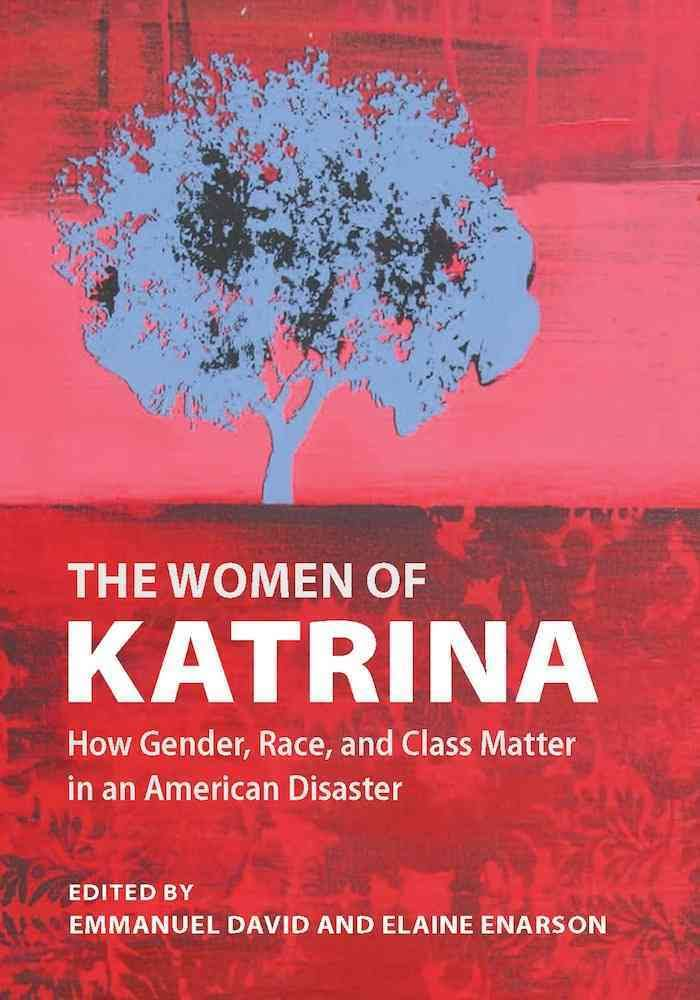 THE WOMEN OF
KATRINA
How Gender, Race, and Class Matter
in an American Disaster
EDITED BY
EMMANUEL DAVID AND ELAINE ENARSON